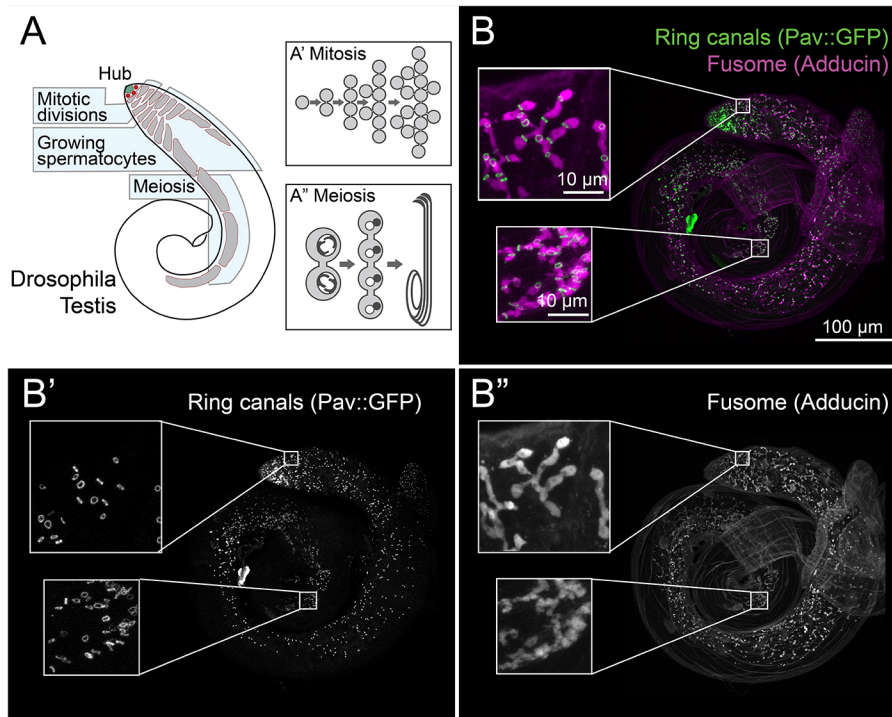 A
Hub
Mitotic
divisions
Growing
spermatocytes
Meiosis
Drosophila
Testis
A' Mitosis
A" Meiosis
B
Ring canals (Pav::GFP)
Fusome (Adducin)
10 µm
10 µm
100 µm
B'
Ring canals (Pav::GFP)
B"
Fusome (Adducin)